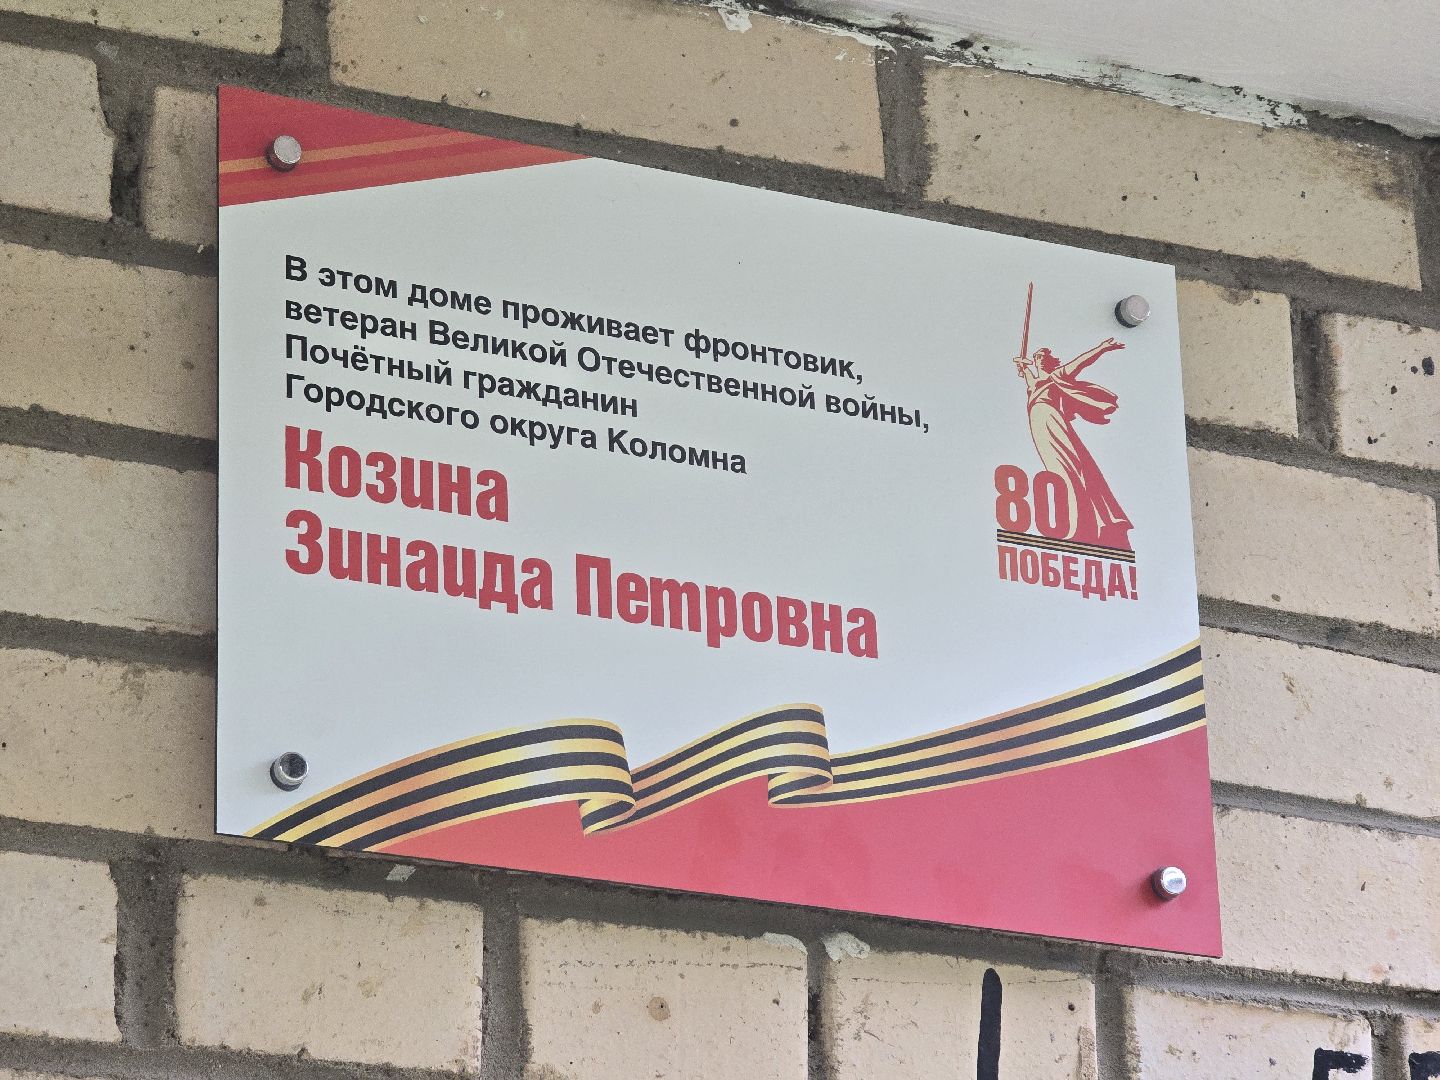 В этом доме проживает фронтовик,
ветеран Великой Отечественной войны,
Почётный гражданин
Городского округа Коломна
Козина
Зинаида Петровна
80
ПОБЕДА!